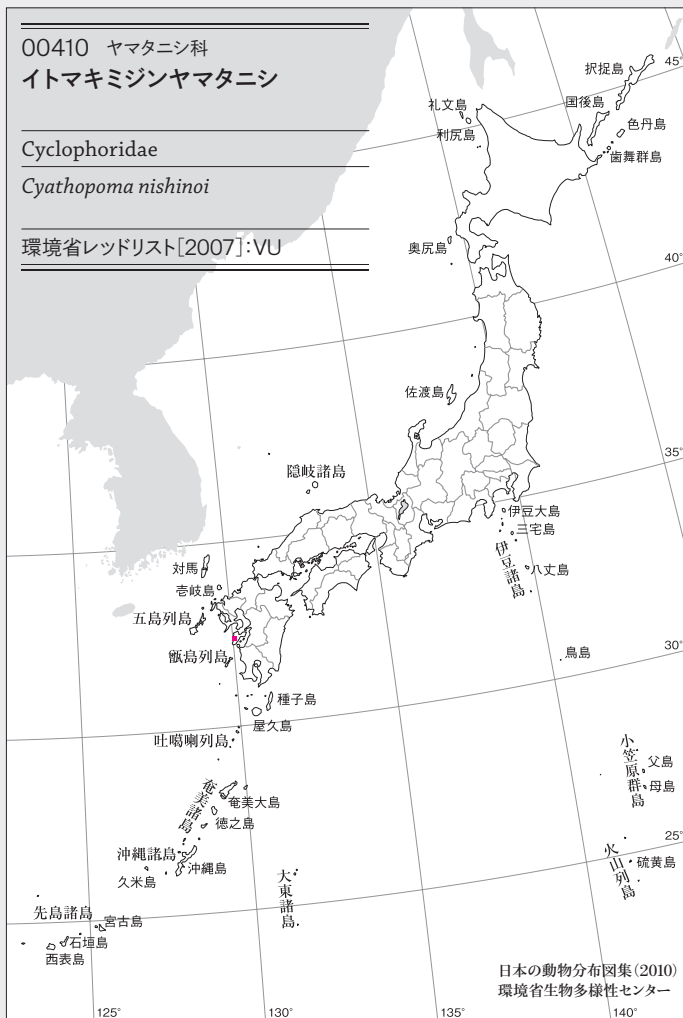 00410 ヤマタニシ科
イトマキミジンヤマタニシ
Cyclophoridae
Cyathopoma nishinoi
環境省レッドリスト[2007]:VU
45°
択捉島
礼文島
国後島
色丹島
利尻島
歯舞群島
奥尻島
40°
佐渡島
35°
隠岐諸島
伊豆大島
三宅島
伊豆諸島
八丈島
対馬
壱岐島
五島列島
甑島列島
鳥島
30°
種子島
屋久島
吐噶喇列島
小笠原群島
父島
母島
奄美諸島
奄美大島
徳之島
25°
沖縄諸島
沖縄島
久米島
火山列島
硫黄島
大東諸島
先島諸島
宮古島
石垣島
西表島
日本の動物分布図集(2010)
環境省生物多様性センター
125°
130°
135°
140°